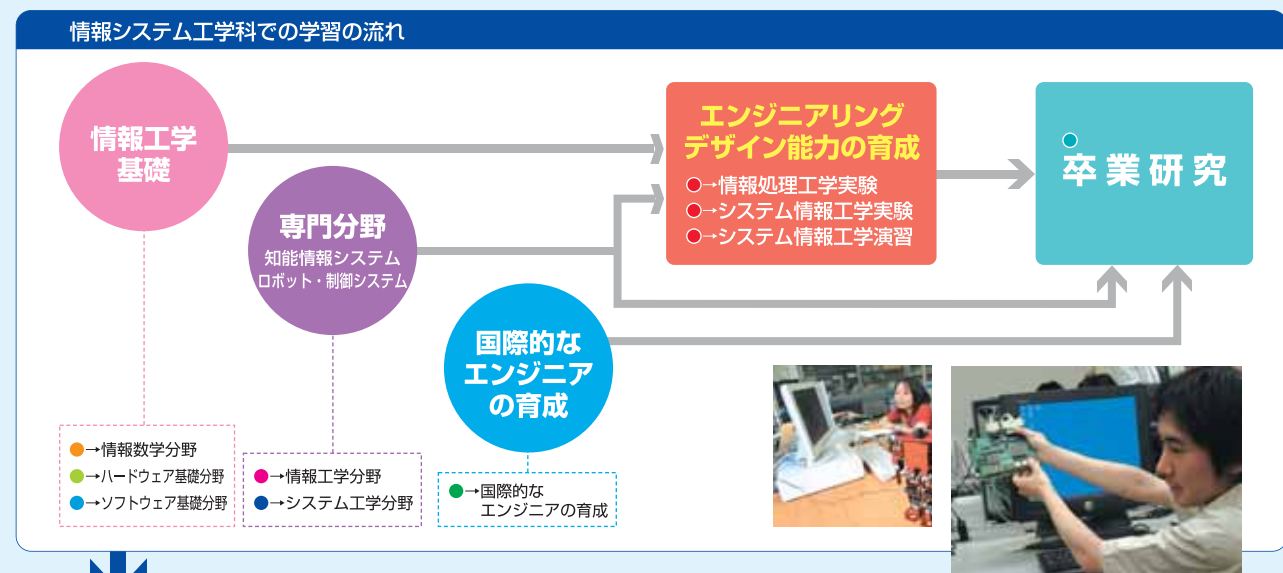 情報システム工学科での学習の流れ
情報工学
基礎
専門分野
知能情報システム
ロボット・制御システム
国際的な
エンジニア
の育成
エンジニアリング
デザイン能力の育成
→情報処理工学実験
→システム情報工学実験
→システム情報工学演習
卒業研究
→情報数学分野
→ハードウェア基礎分野
→ソフトウェア基礎分野
→情報工学分野
→システム工学分野
→国際的な
エンジニアの育成